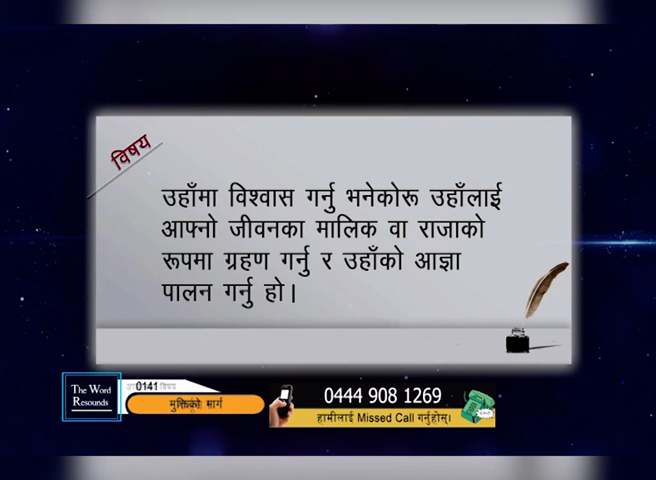 विषय
उहाँमा विश्वास गर्नु भनेकोरू उहाँलाई
आफ्नो जीवनका मालिक वा राजाको
रूपमा ग्रहण गर्नु र उहाँको आज्ञा
पालन गर्नु हो।
The Word
Resounds
0141 विषय
मुक्तिको मार्ग
0444 908 1269
हामीलाई Missed Call गर्नुहोस्।